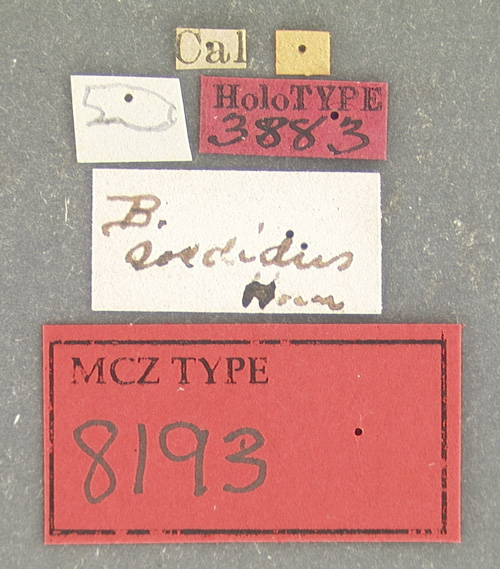 Cal
HoloTYPE
3883
B.
sordidus
Horn
MCZ TYPE
8193